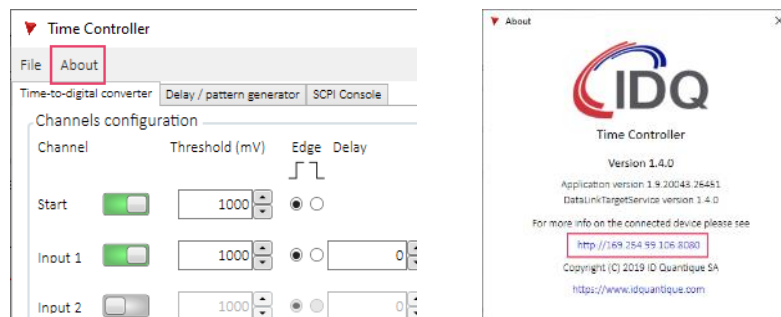 Time Controller
File About
Time-to-digital converter Delay / pattern generator SCPI Console
Channels configuration
Channel Threshold (mV) Edge Delay
Start 1000
Input 1 1000 0
Input 2 1000 0
About
IDQ
Time Controller
Version 1.4.0
Application version 1.9.20043.26451
DataLinkTargetService version 1.4.0
For more info on the connected device please see
http://169.254.99.106:8080
Copyright (C) 2019 ID Quantique SA
https://www.idquantique.com